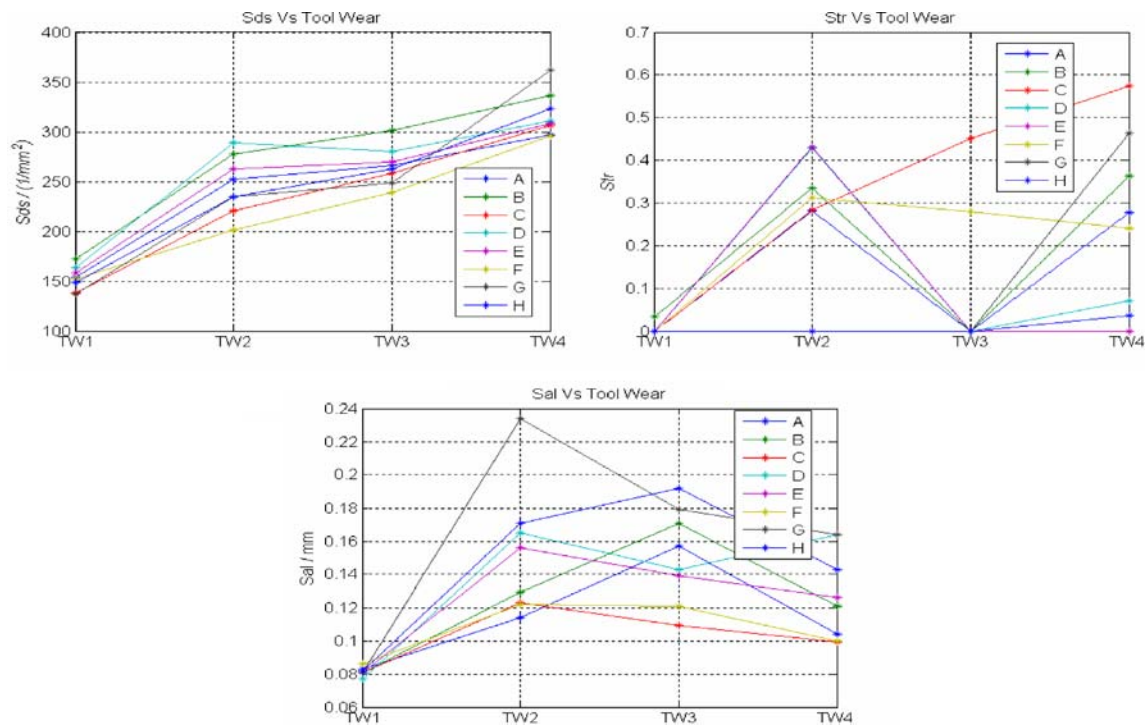 Sds Vs Tool Wear
400
350
300
250
200
150
100
Sds / (1/mm²)
TW1 TW2 TW3 TW4
A
B
C
D
E
F
G
H
Str Vs Tool Wear
0.7
0.6
0.5
0.4
0.3
0.2
0.1
0
Str
TW1 TW2 TW3 TW4
A
B
C
D
E
F
G
H
Sal Vs Tool Wear
0.24
0.22
0.2
0.18
0.16
0.14
0.12
0.1
0.08
0.06
Sal / mm
TW1 TW2 TW3 TW4
A
B
C
D
E
F
G
H